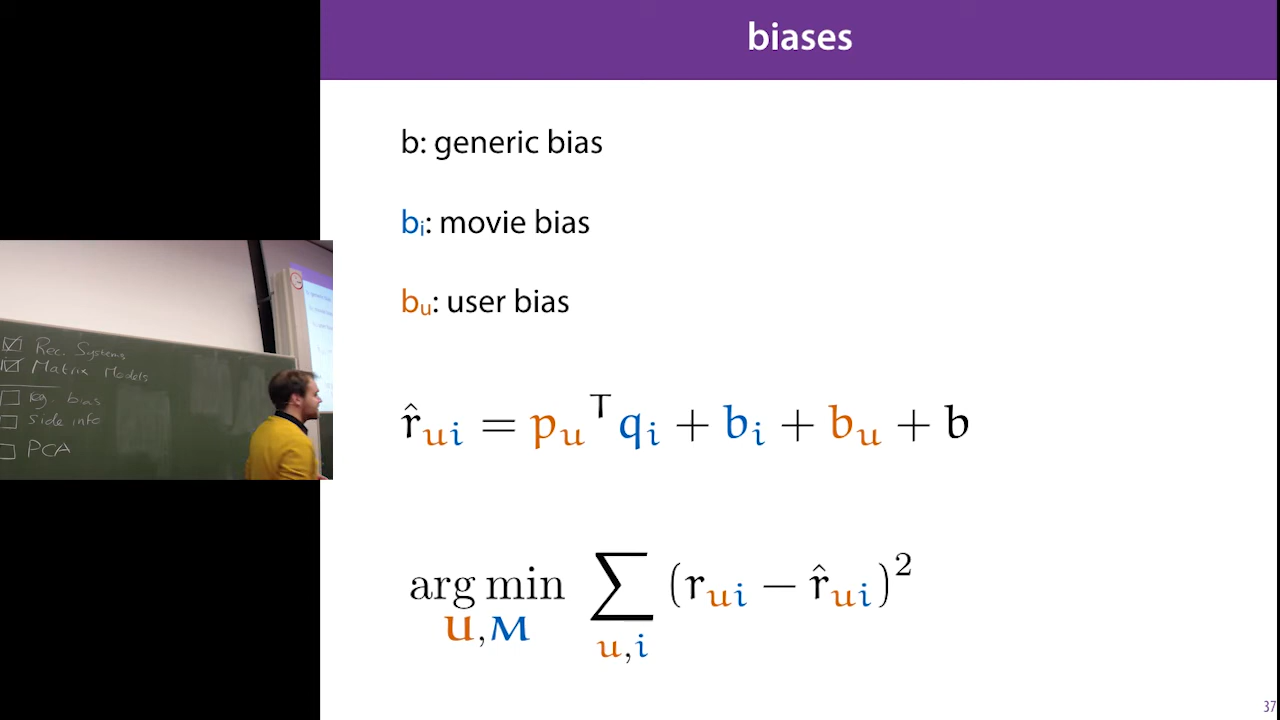 biases
b: generic bias
bᵢ: movie bias
bᵤ: user bias
r̂ᵤᵢ = pᵤᵀqᵢ + bᵢ + bᵤ + b
arg min Σ (rᵤᵢ − r̂ᵤᵢ)²
U,M u,i
37
Rec. Systems
Matrix Models
bias
Side info
PCA